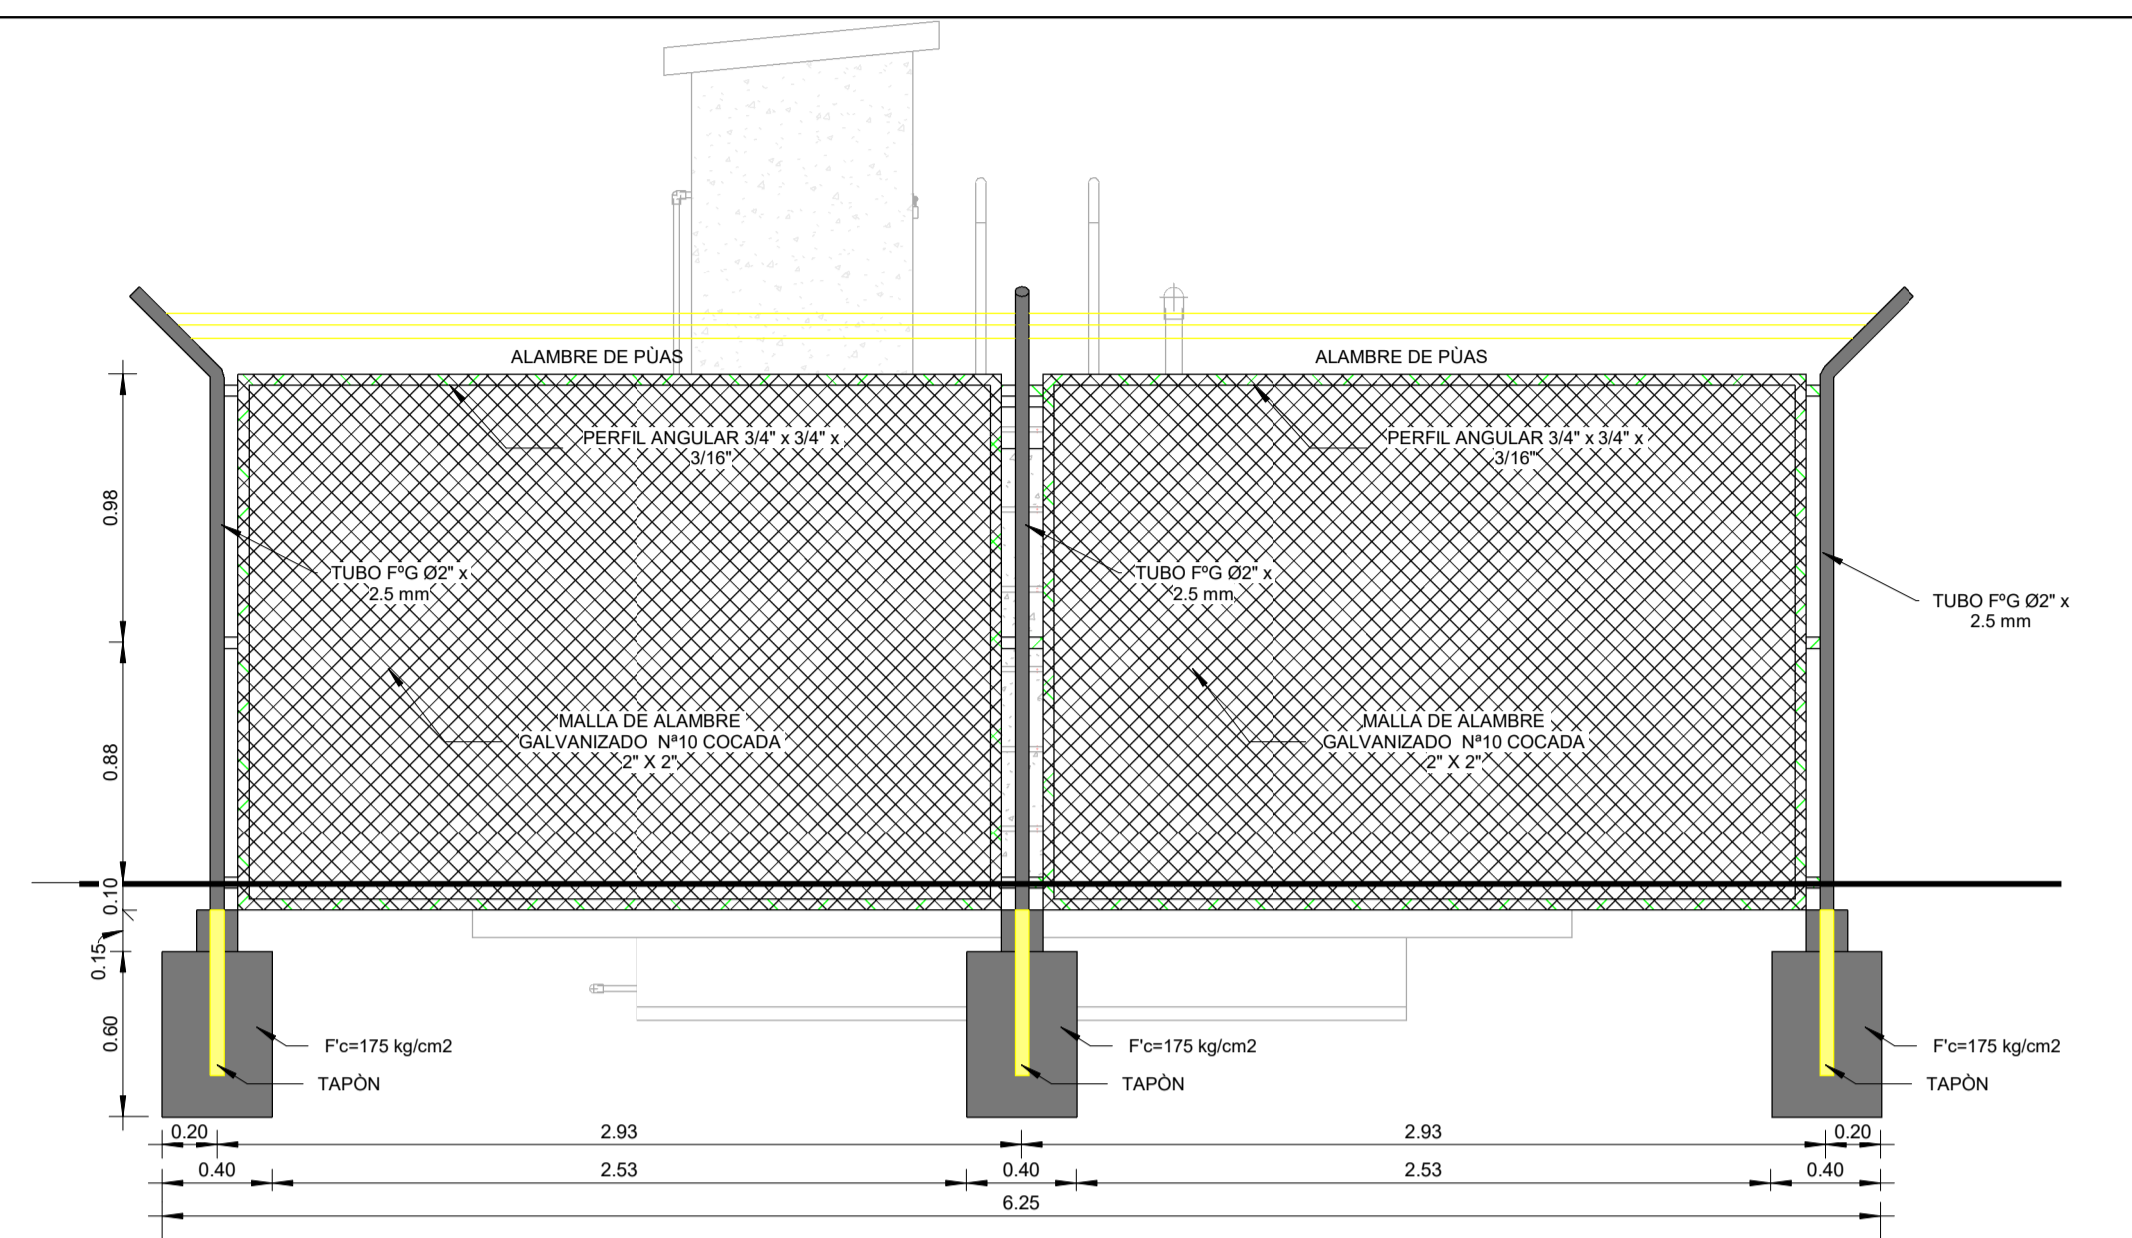 ALAMBRE DE PÙAS
ALAMBRE DE PÙAS
PERFIL ANGULAR 3/4" x 3/4" x
3/16"
PERFIL ANGULAR 3/4" x 3/4" x
3/16"
0.98
TUBO FºG Ø2" x
2.5 mm
TUBO FºG Ø2" x
2.5 mm
TUBO FºG Ø2" x
2.5 mm
0.88
MALLA DE ALAMBRE
GALVANIZADO Nª10 COCADA
2" X 2"
MALLA DE ALAMBRE
GALVANIZADO Nª10 COCADA
2" X 2"
0.10
0.15
0.60
F'c=175 kg/cm2
TAPÒN
F'c=175 kg/cm2
TAPÒN
F'c=175 kg/cm2
TAPÒN
0.20
2.93
2.93
0.20
0.40
2.53
0.40
2.53
0.40
6.25